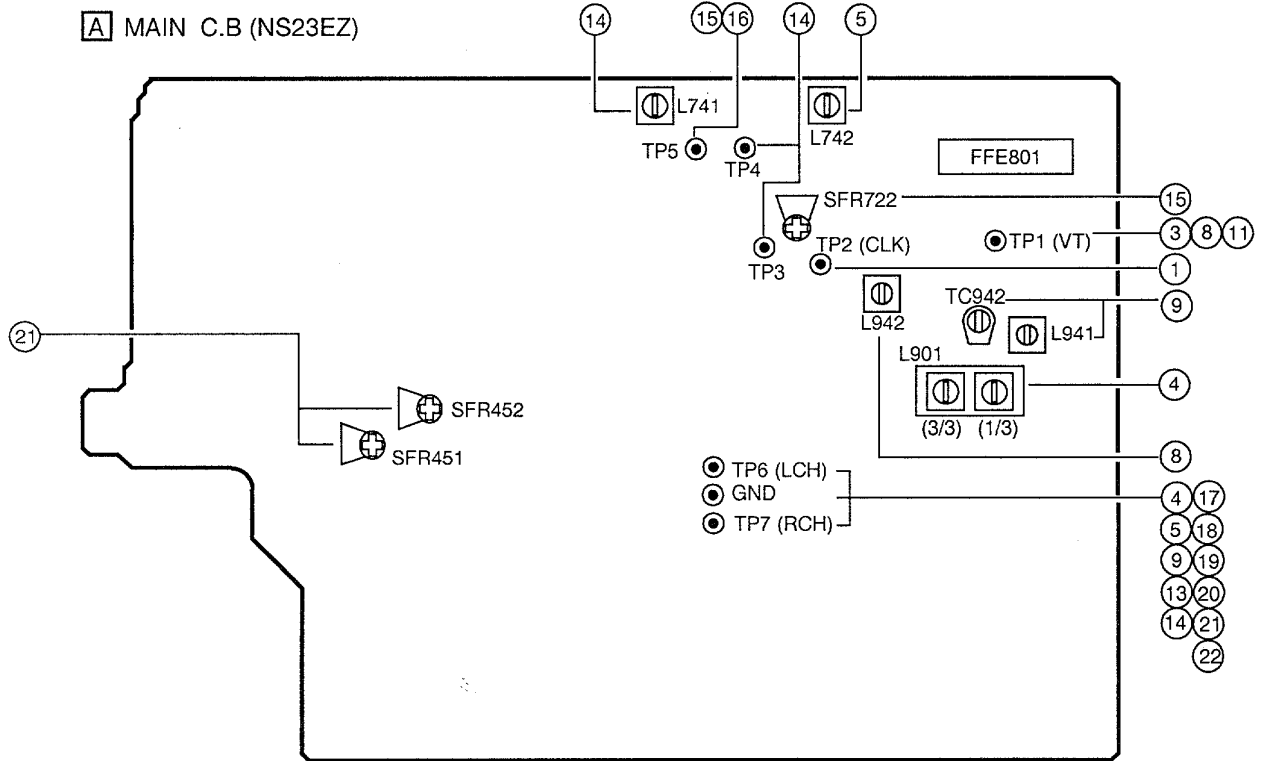 A MAIN C.B (NS23EZ)
14 15 16 14 5
14 L741
TP5 TP4 L742
FFE801
SFR722 15
TP1 (VT) 3 8 11
TP2 (CLK) 1
TP3
TC942 9
L942 L941
21
L901
4
(3/3) (1/3)
SFR452
SFR451
8
TP6 (LCH)
GND 4 17
TP7 (RCH) 5 18
9 19
13 20
14 21
22